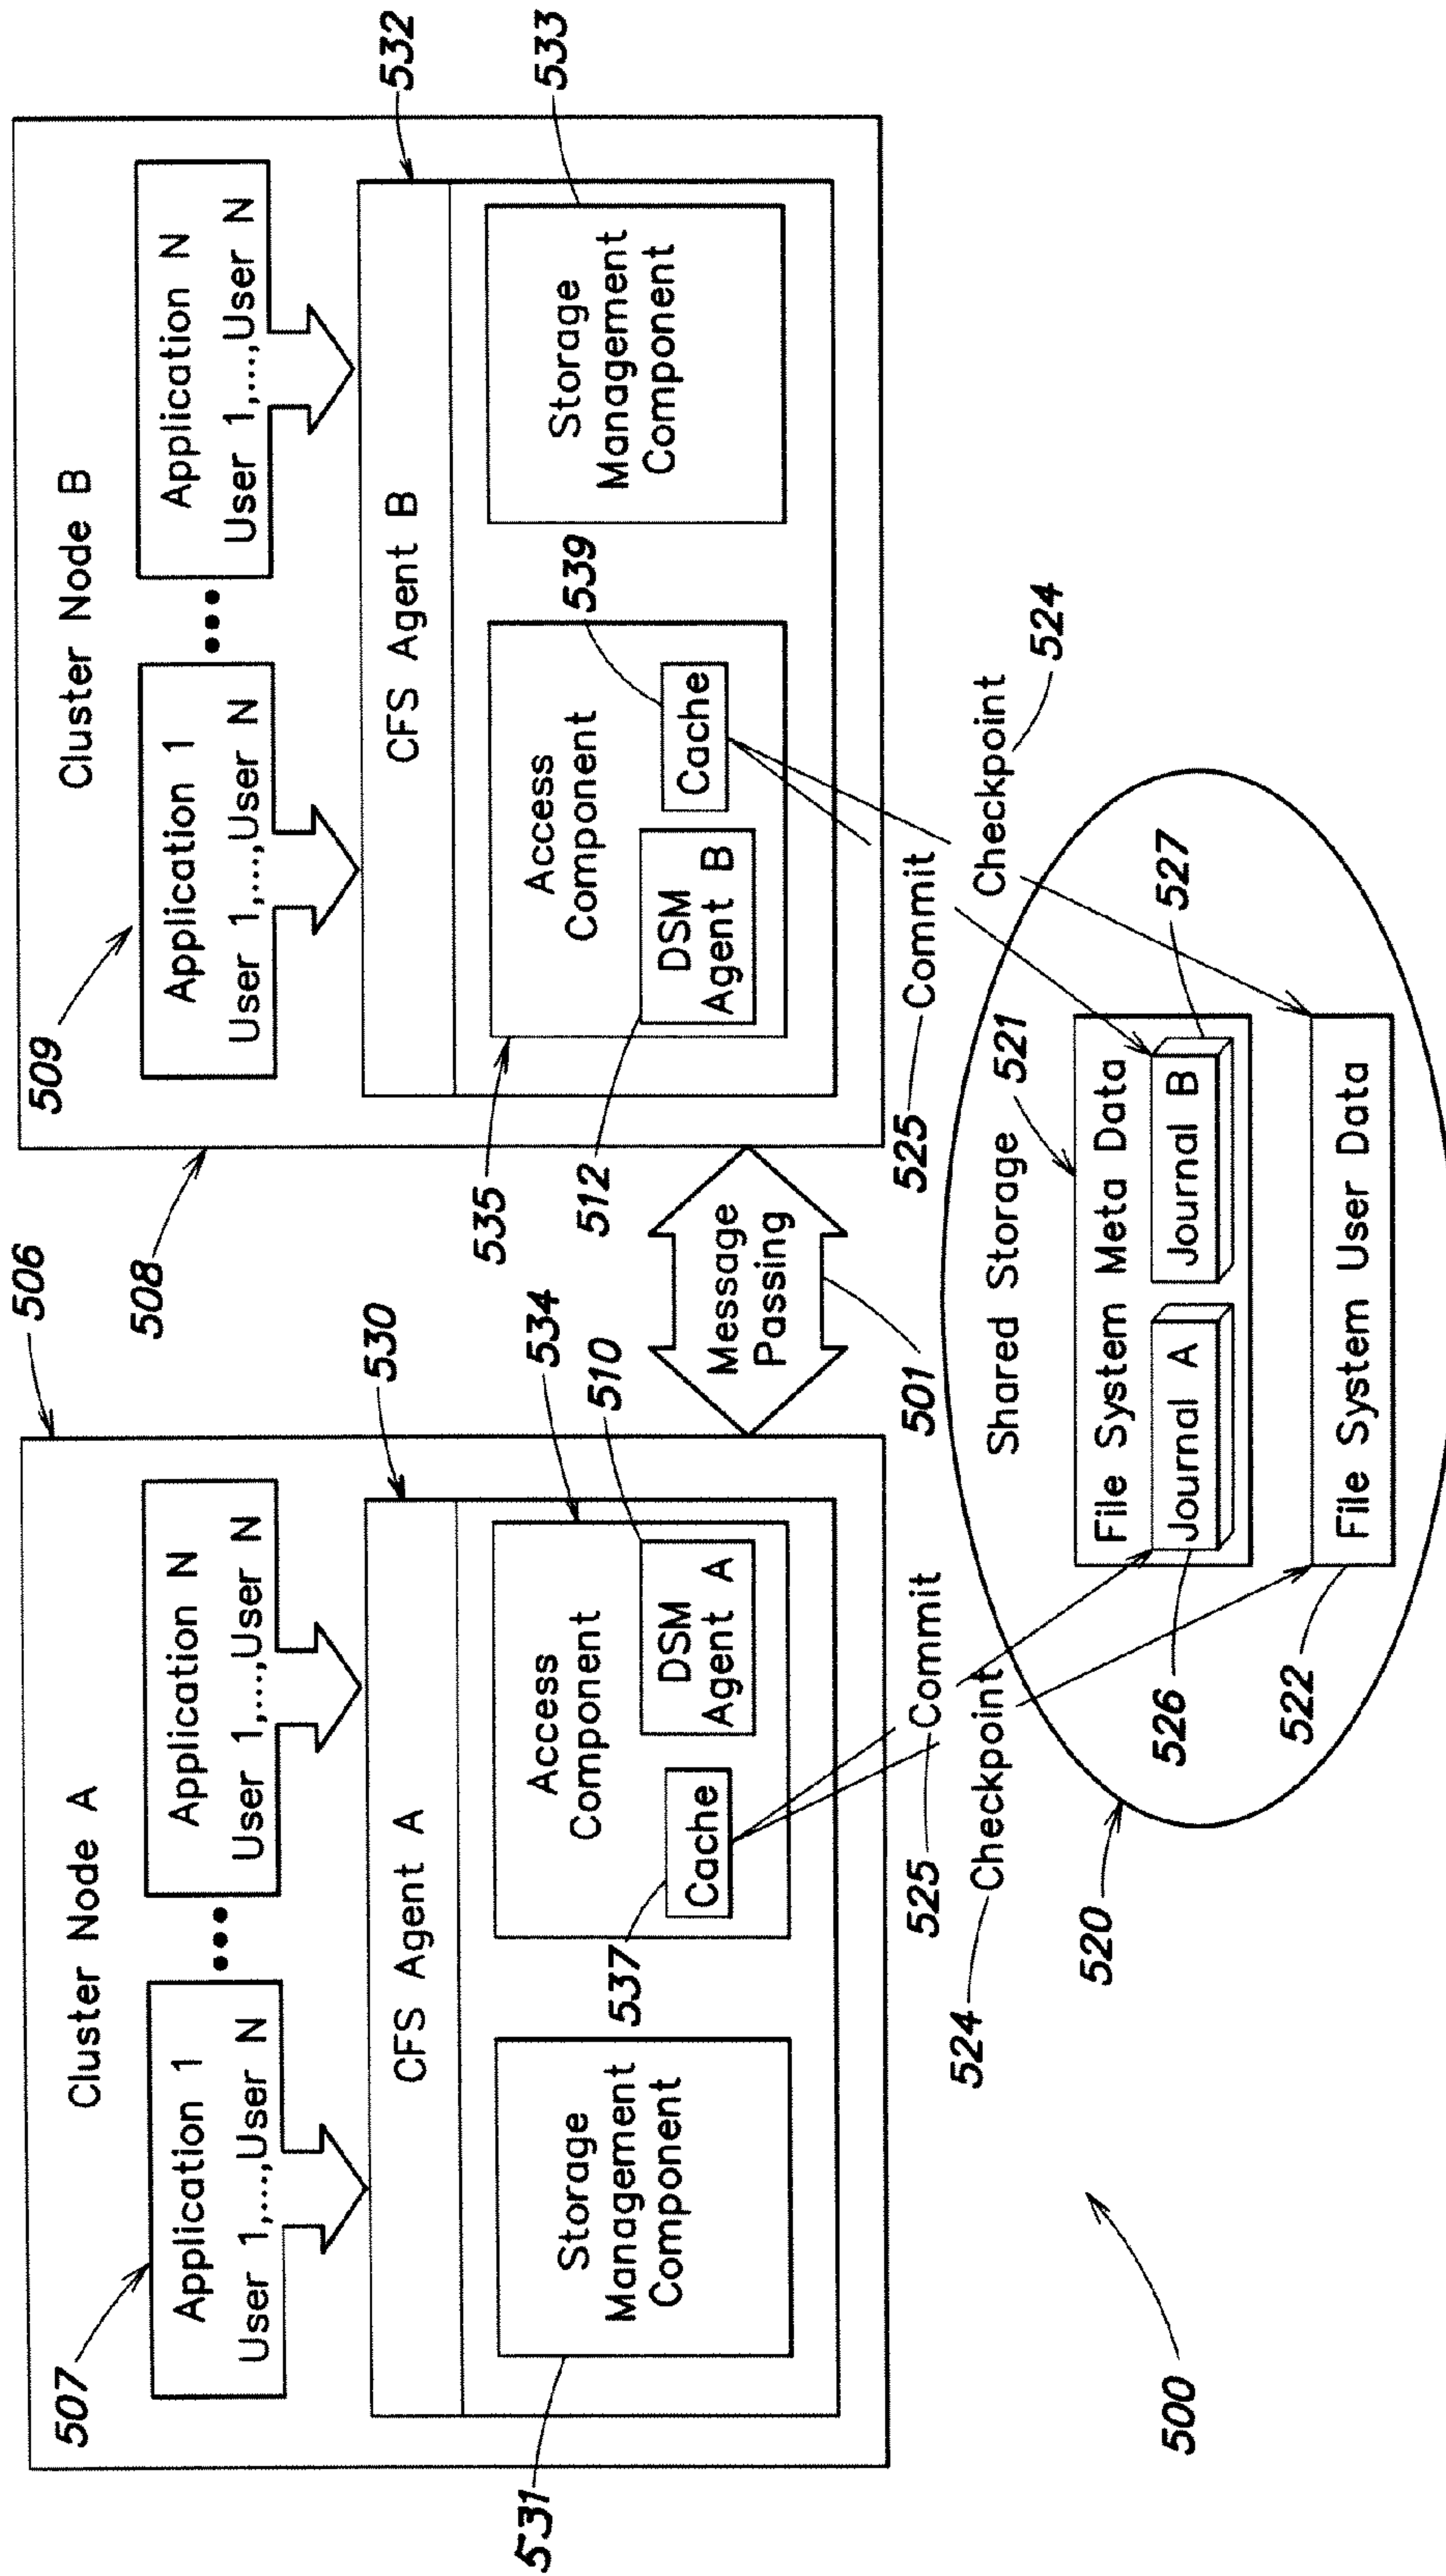 506
Cluster Node A
507
Application 1
User 1,...,User N
•••
Application N
User 1,...,User N
530
CFS Agent A
531
Storage
Management
Component
534
Access
Component
537
Cache
510
DSM
Agent A
508
Cluster Node B
509
Application 1
User 1,...,User N
•••
Application N
User 1,...,User N
532
CFS Agent B
535
Access
Component
512
DSM
Agent B
539
Cache
533
Storage
Management
Component
Message
Passing
501
525 Commit
524 Checkpoint
525 Commit
Checkpoint 524
520
Shared Storage
521
File System Meta Data
526
Journal A
Journal B
527
522
File System User Data
500